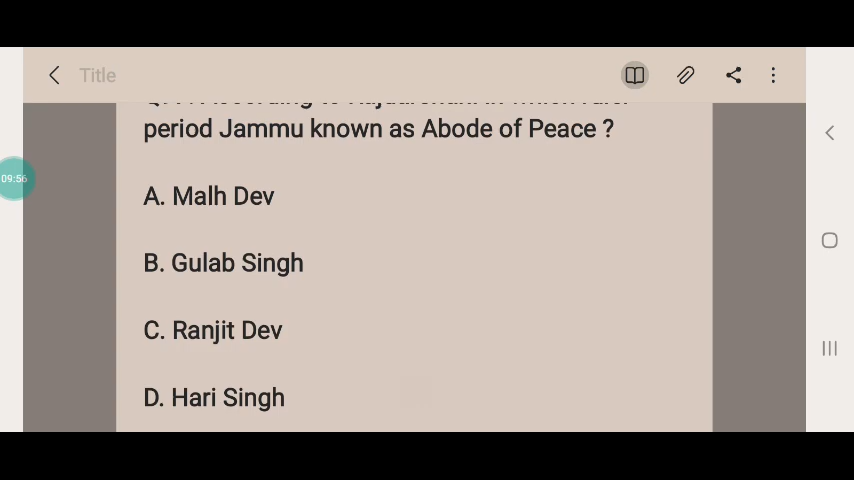 Title
period Jammu known as Abode of Peace ?
09:56
A. Malh Dev
B. Gulab Singh
C. Ranjit Dev
D. Hari Singh